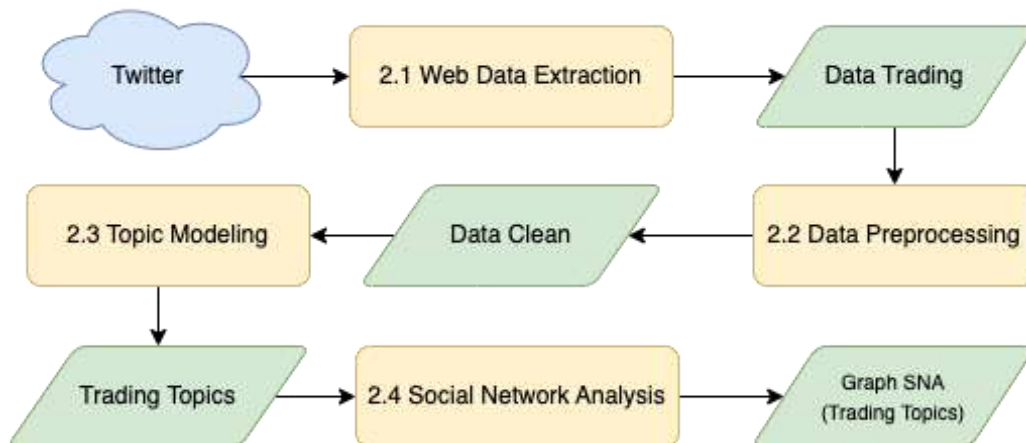 Twitter
2.1 Web Data Extraction
Data Trading
2.3 Topic Modeling
Data Clean
2.2 Data Preprocessing
Trading Topics
2.4 Social Network Analysis
Graph SNA
(Trading Topics)